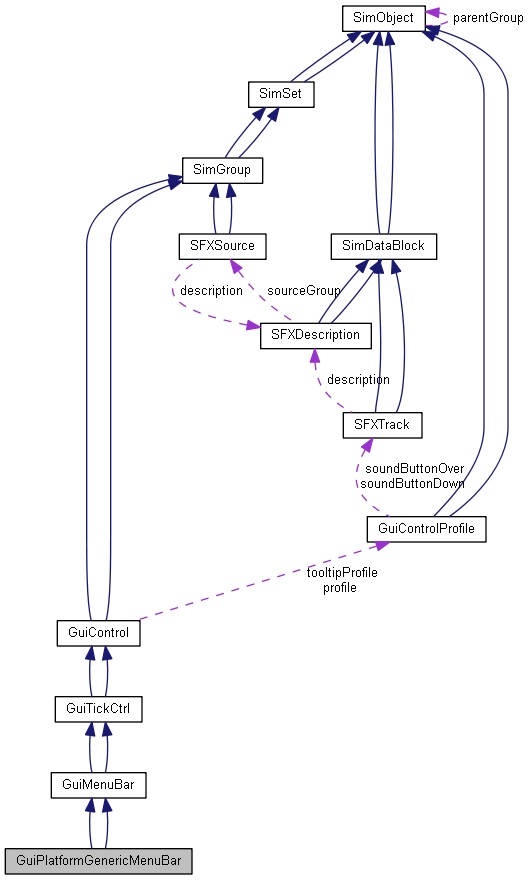 SimObject
parentGroup
SimSet
SimGroup
SFXSource
SimDataBlock
description
sourceGroup
SFXDescription
description
SFXTrack
soundButtonOver
soundButtonDown
GuiControlProfile
tooltipProfile
profile
GuiControl
GuiTickCtrl
GuiMenuBar
GuiPlatformGenericMenuBar